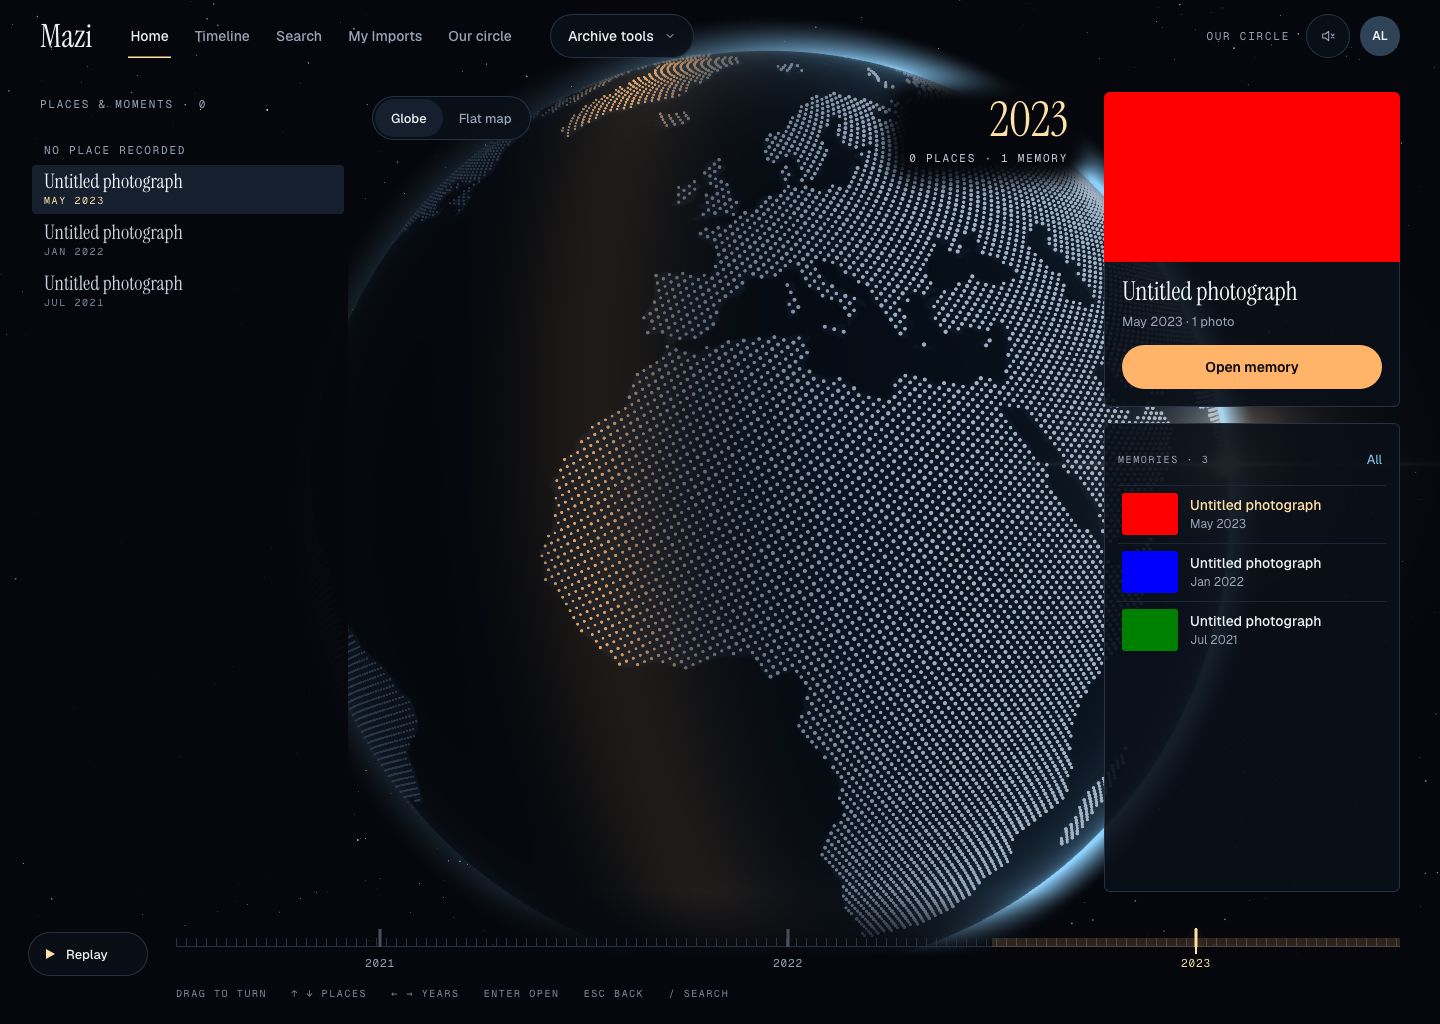 Mazi
Home
Timeline
Search
My Imports
Our circle
Archive tools
OUR CIRCLE
AL
PLACES & MOMENTS · 0
NO PLACE RECORDED
Untitled photograph
MAY 2023
Untitled photograph
JAN 2022
Untitled photograph
JUL 2021
Globe
Flat map
2023
0 PLACES · 1 MEMORY
Untitled photograph
May 2023 · 1 photo
Open memory
MEMORIES · 3
All
Untitled photograph
May 2023
Untitled photograph
Jan 2022
Untitled photograph
Jul 2021
Replay
2021
2022
2023
DRAG TO TURN
↑ ↓ PLACES
← → YEARS
ENTER OPEN
ESC BACK
/ SEARCH